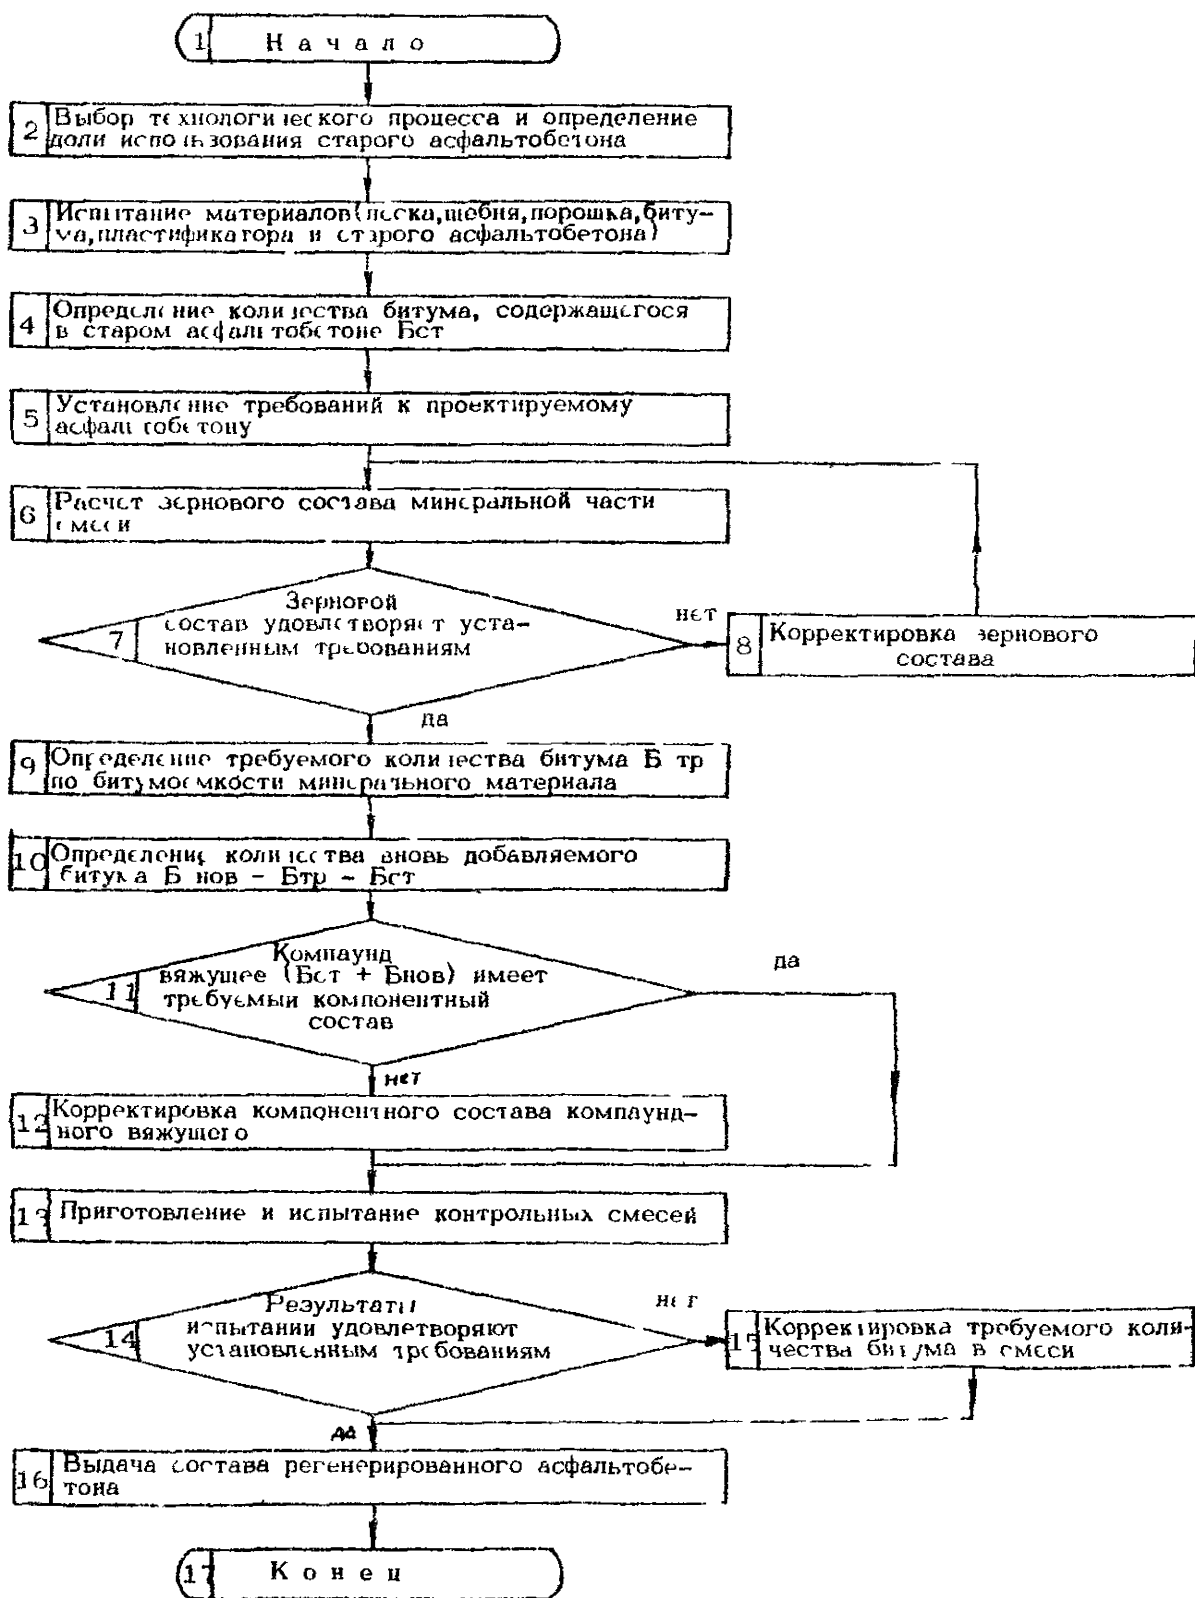 1 Начало
2 Выбор технологического процесса и определение
доли использования старого асфальтобетона
3 Испытание материалов(песка,щебня,порошка,биту-
ма,пластификатора и старого асфальтобетона)
4 Определение количества битума, содержащегося
в старом асфальтобетоне Бст
5 Установление требований к проектируемому
асфальтобетону
6 Расчет зернового состава минеральной части
смеси
7 Зерновой
состав удовлетворяет уста-
новленным требованиям
нет
8 Корректировка зернового
состава
да
9 Определение требуемого количества битума Б тр
по битумоемкости минерального материала
10 Определение количества вновь добавляемого
битума Б нов – Бтр – Бст
11 Компаунд
вяжущее (Бст + Бнов) имеет
требуемый компонентный
состав
да
нет
12 Корректировка компонентного состава компаунд-
ного вяжущего
13 Приготовление и испытание контрольных смесей
14 Результаты
испытаний удовлетворяют
установленным требованиям
нет
15 Корректировка требуемого коли-
чества битума в смеси
да
16 Выдача состава регенерированного асфальтобе-
тона
17 Конец